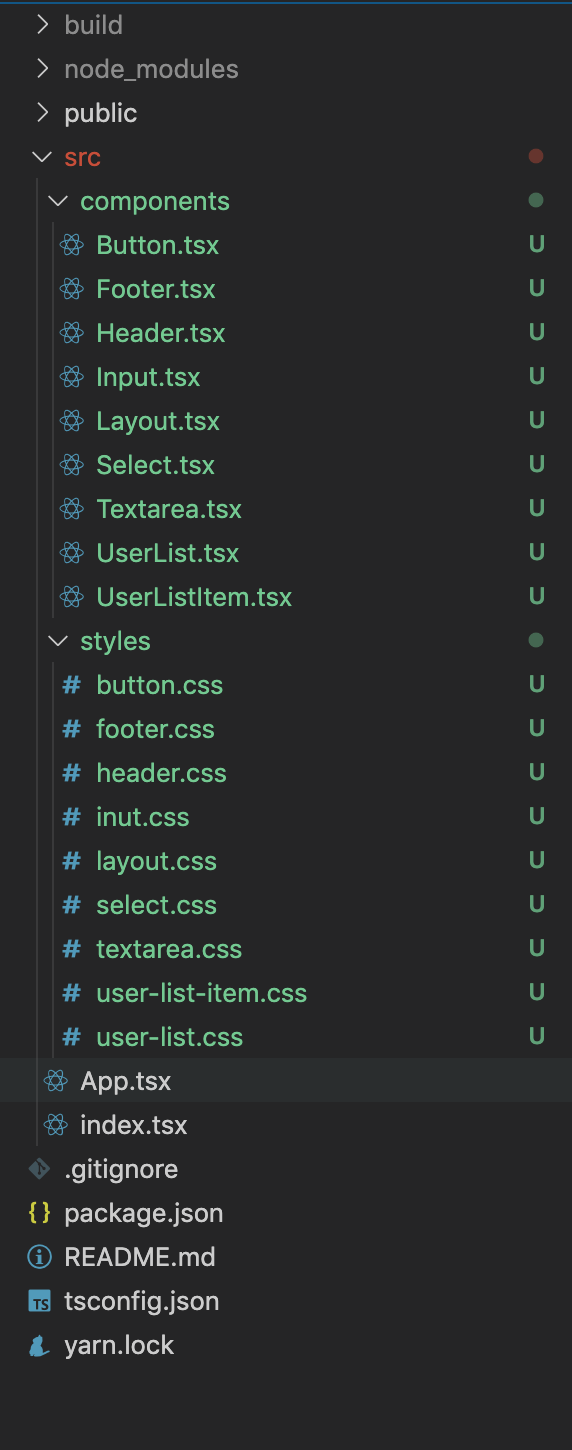 build
node_modules
public
src
components
Button.tsx U
Footer.tsx U
Header.tsx U
Input.tsx U
Layout.tsx U
Select.tsx U
Textarea.tsx U
UserList.tsx U
UserListItem.tsx U
styles
# button.css U
# footer.css U
# header.css U
# inut.css U
# layout.css U
# select.css U
# textarea.css U
# user-list-item.css U
# user-list.css U
App.tsx
index.tsx
.gitignore
{} package.json
README.md
TS tsconfig.json
yarn.lock